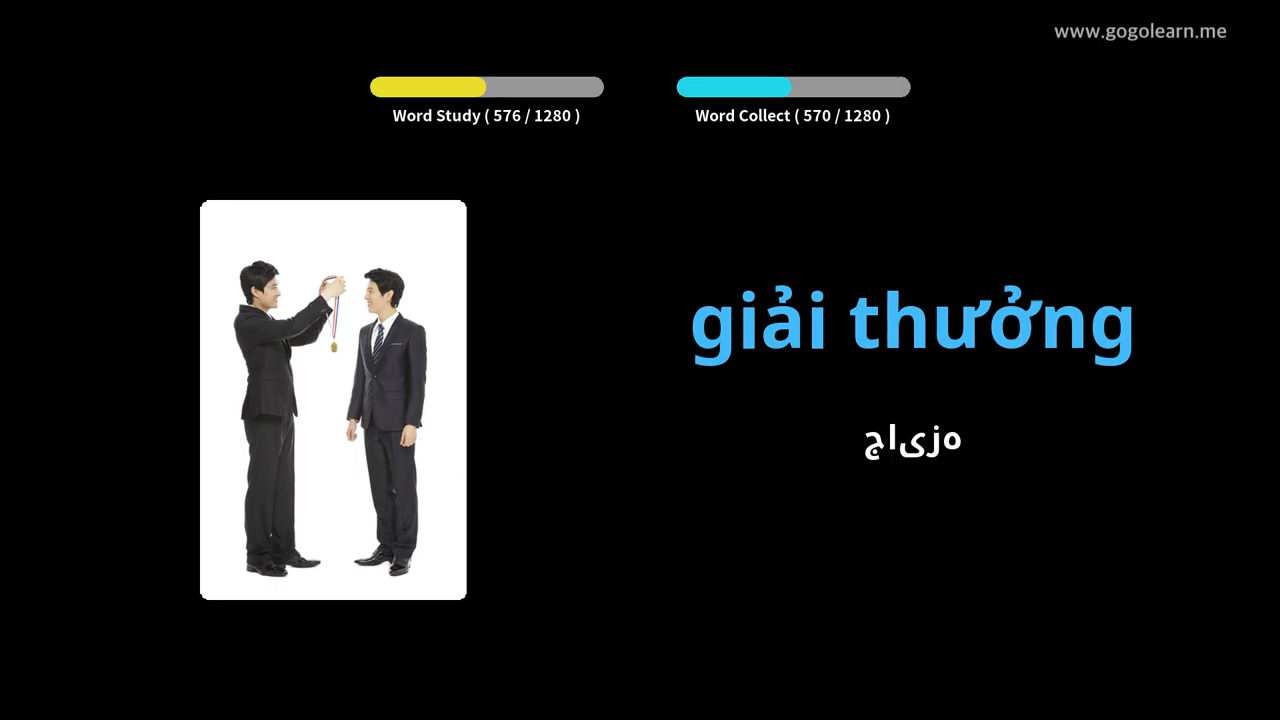 www.gogolearn.me
Word Study ( 576 / 1280 )
Word Collect ( 570 / 1280 )
giải thưởng
جایزه